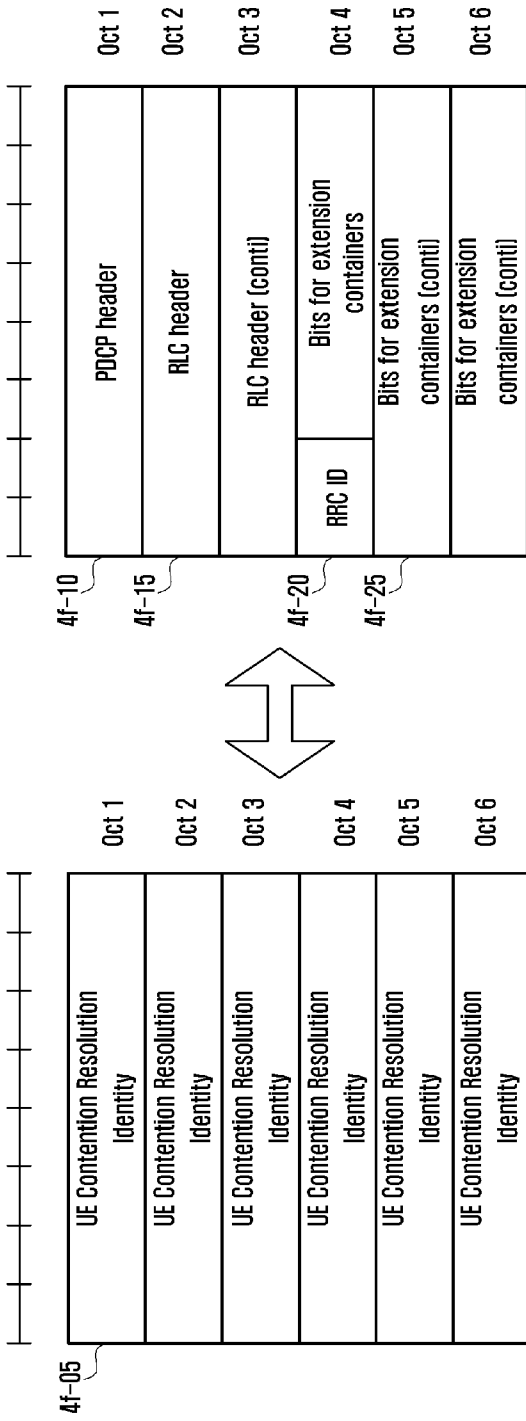 4f-05
UE Contention Resolution
Identity
Oct 1
UE Contention Resolution
Identity
Oct 2
UE Contention Resolution
Identity
Oct 3
UE Contention Resolution
Identity
Oct 4
UE Contention Resolution
Identity
Oct 5
UE Contention Resolution
Identity
Oct 6
4f-10
PDCP header
Oct 1
4f-15
RLC header
Oct 2
RLC header (conti)
Oct 3
4f-20
RRC ID
Bits for extension
containers
Oct 4
4f-25
Bits for extension
containers (conti)
Oct 5
Bits for extension
containers (conti)
Oct 6